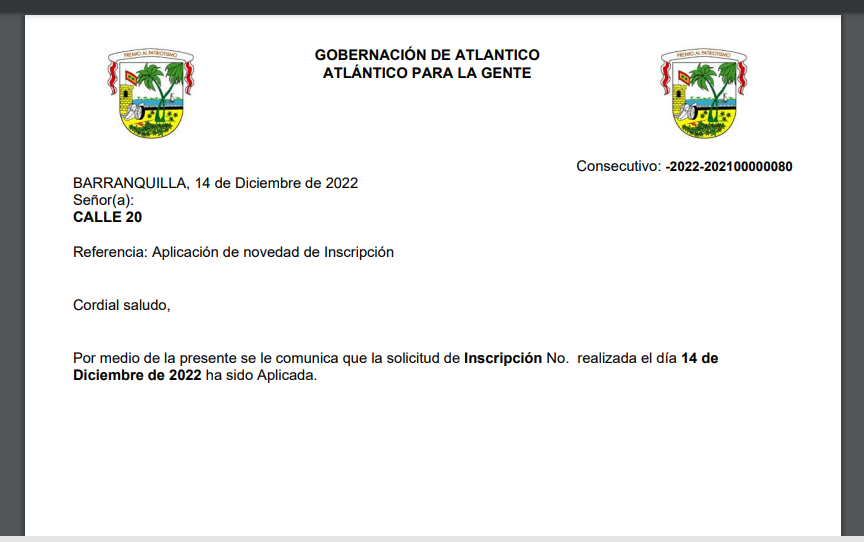 PREMIO AL PATRIOTISMO
GOBERNACIÓN DE ATLANTICO
ATLÁNTICO PARA LA GENTE
PREMIO AL PATRIOTISMO
Consecutivo: -2022-202100000080
BARRANQUILLA, 14 de Diciembre de 2022
Señor(a):
CALLE 20
Referencia: Aplicación de novedad de Inscripción
Cordial saludo,
Por medio de la presente se le comunica que la solicitud de Inscripción No.  realizada el día 14 de
Diciembre de 2022 ha sido Aplicada.